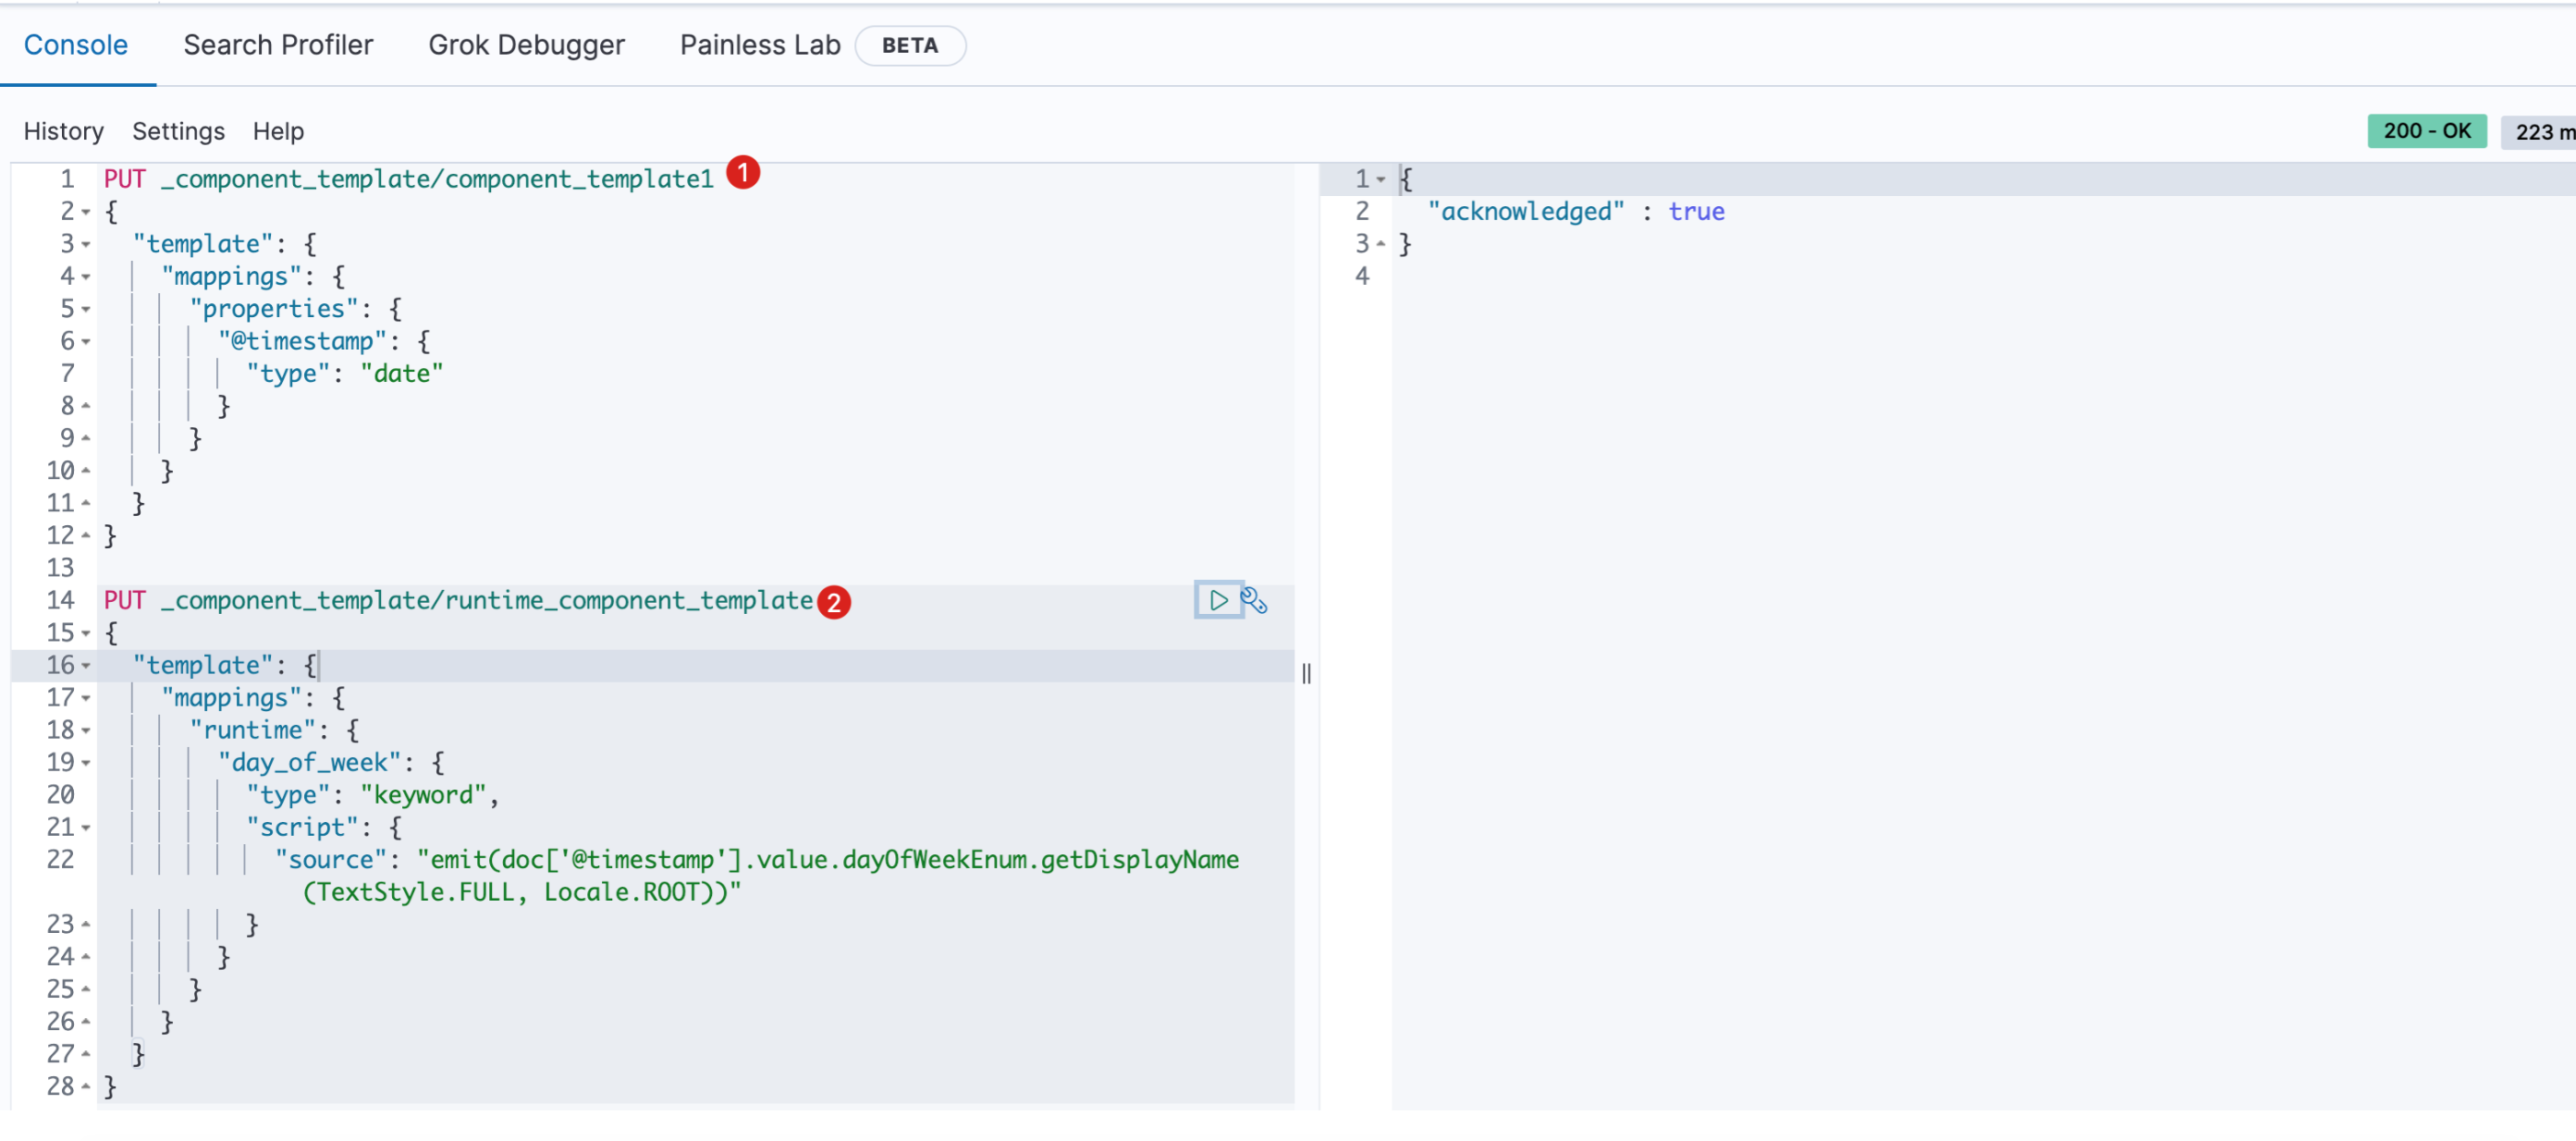 Console Search Profiler Grok Debugger Painless Lab BETA
History Settings Help 200 - OK 223 m
1 PUT _component_template/component_template1 1
2 {
3 "template": {
4 "mappings": {
5 "properties": {
6 "@timestamp": {
7 "type": "date"
8 }
9 }
10 }
11 }
12 }
13
14 PUT _component_template/runtime_component_template 2
15 {
16 "template": {
17 "mappings": {
18 "runtime": {
19 "day_of_week": {
20 "type": "keyword",
21 "script": {
22 "source": "emit(doc['@timestamp'].value.dayOfWeekEnum.getDisplayName
(TextStyle.FULL, Locale.ROOT))"
23 }
24 }
25 }
26 }
27 }
28 }
1 {
2 "acknowledged" : true
3 }
4